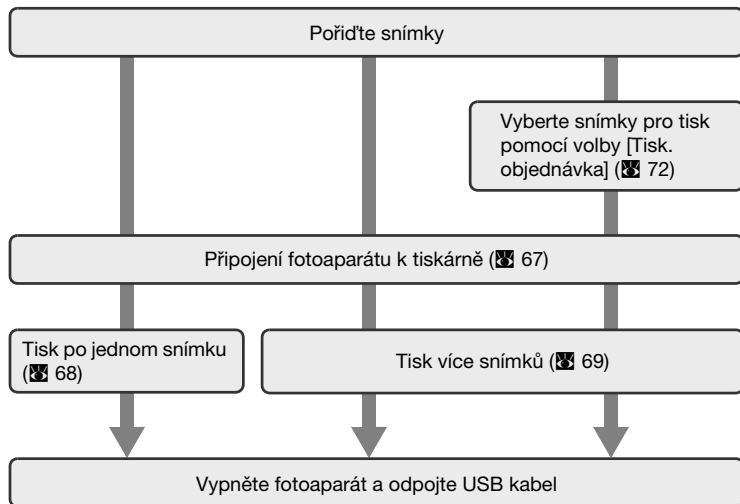 Pořiďte snímky
Vyberte snímky pro tisk
pomocí volby [Tisk.
objednávka] ( 72)
Připojení fotoaparátu k tiskárně ( 67)
Tisk po jednom snímku
( 68)
Tisk více snímků ( 69)
Vypněte fotoaparát a odpojte USB kabel